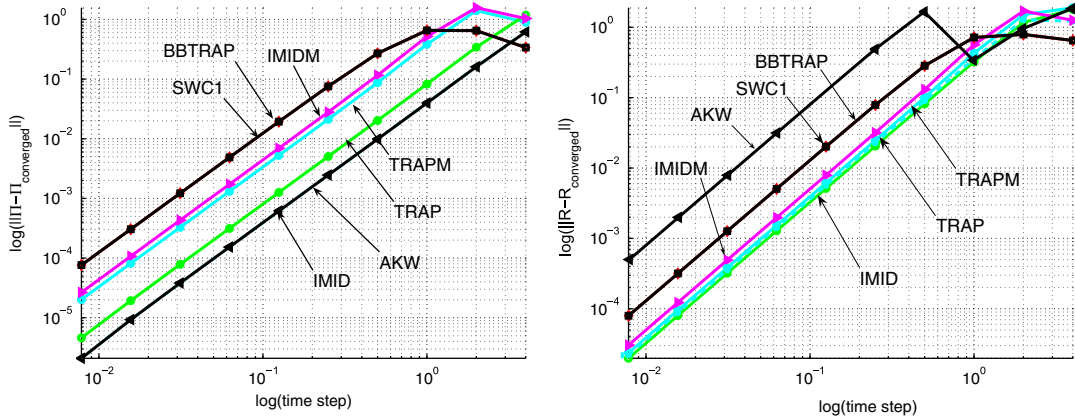 10^0
10^-1
10^-2
10^-3
10^-4
10^-5
log(||Π−Π_converged||)
BBTRAP
IMIDM
SWC1
TRAPM
TRAP
AKW
IMID
10^-2
10^-1
10^0
log(time step)
10^0
10^-1
10^-2
10^-3
10^-4
log(||R−R_converged||)
BBTRAP
SWC1
AKW
IMIDM
TRAPM
TRAP
IMID
10^-2
10^-1
10^0
log(time step)